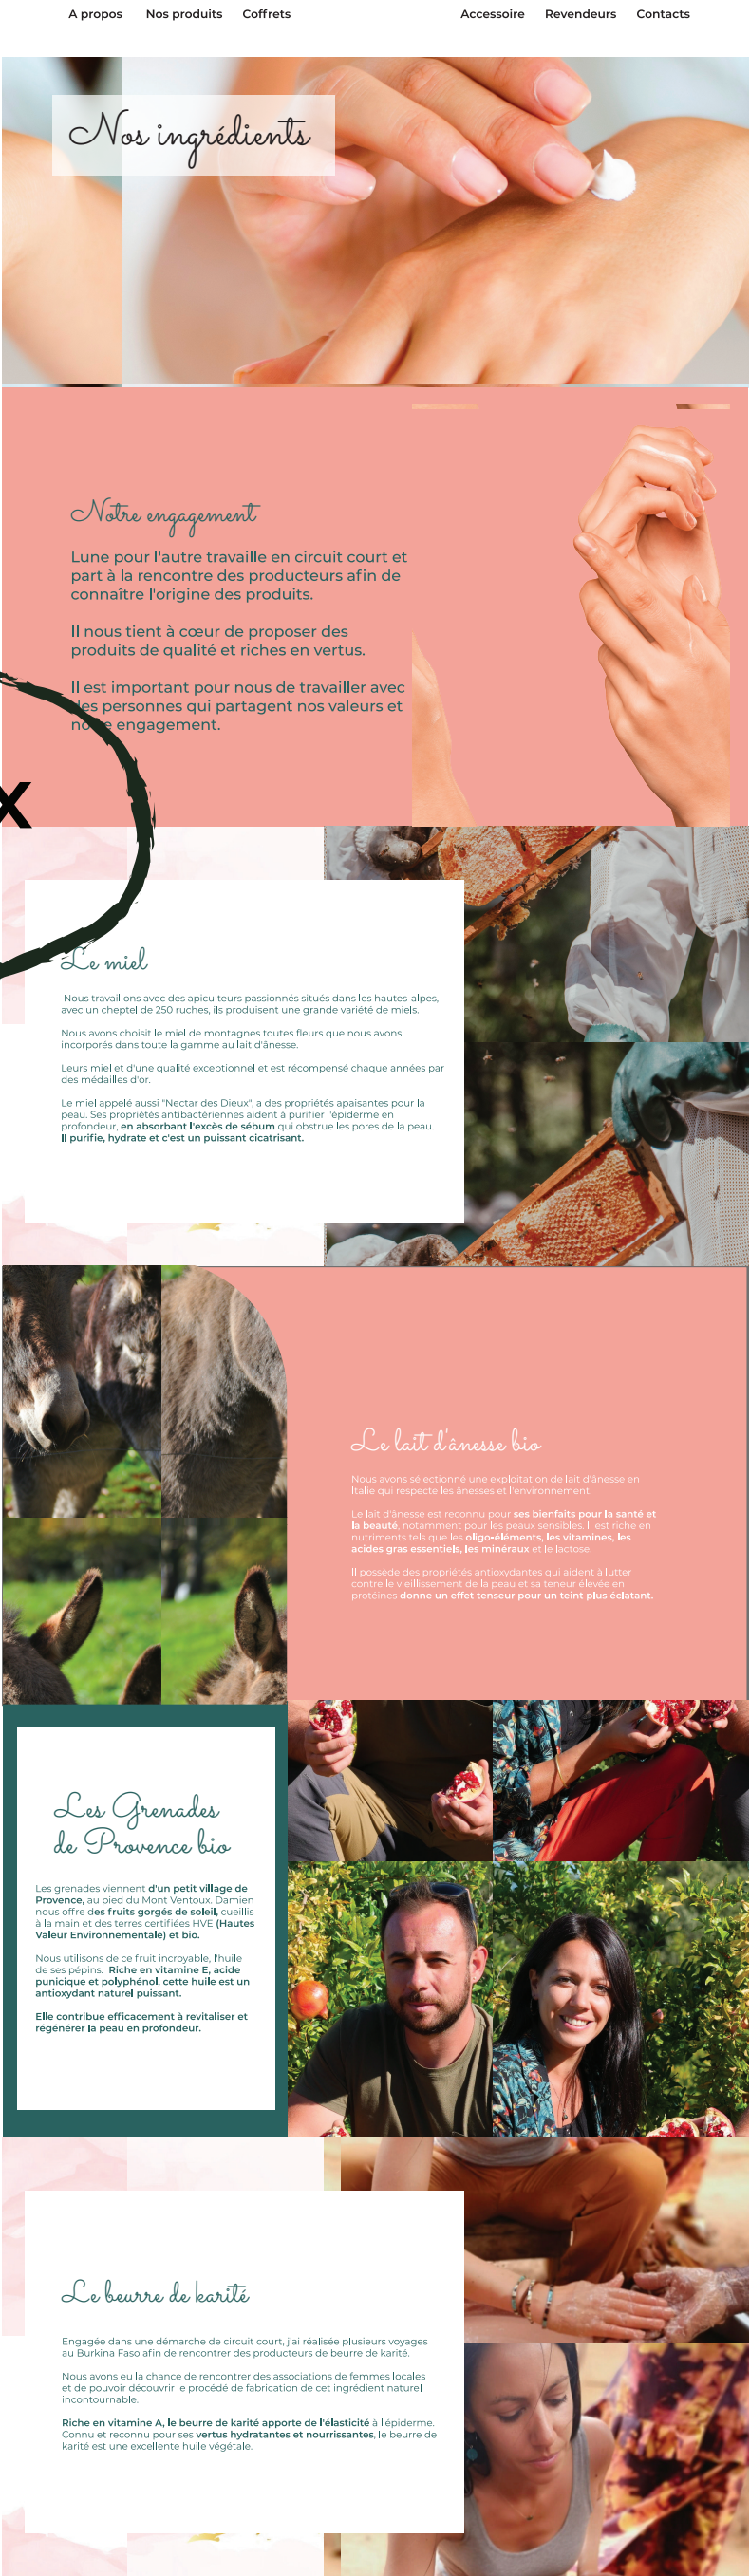 A propos Nos produits Coffrets Accessoire Revendeurs Contacts
Nos ingrédients
Notre engagement
Lune pour l'autre travaille en circuit court et
part à la rencontre des producteurs afin de
connaître l'origine des produits.
Il nous tient à cœur de proposer des
produits de qualité et riches en vertus.
Il est important pour nous de travailler avec
des personnes qui partagent nos valeurs et
notre engagement.
X
Le miel
Nous travaillons avec des apiculteurs passionnés situés dans les hautes-alpes,
avec un cheptel de 250 ruches, ils produisent une grande variété de miels.
Nous avons choisit le miel de montagnes toutes fleurs que nous avons
incorporés dans toute la gamme au lait d'ânesse.
Leurs miel et d'une qualité exceptionnel et est récompensé chaque années par
des médailles d'or.
Le miel appelé aussi "Nectar des Dieux", a des propriétés apaisantes pour la
peau. Ses propriétés antibactériennes aident à purifier l'épiderme en
profondeur, en absorbant l'excès de sébum qui obstrue les pores de la peau.
Il purifie, hydrate et c'est un puissant cicatrisant.
Le lait d'ânesse bio
Nous avons sélectionné une exploitation de lait d'ânesse en
Italie qui respecte les ânesses et l'environnement.
Le lait d'ânesse est reconnu pour ses bienfaits pour la santé et
la beauté, notamment pour les peaux sensibles. Il est riche en
nutriments tels que les oligo-éléments, les vitamines, les
acides gras essentiels, les minéraux et le lactose.
Il possède des propriétés antioxydantes qui aident à lutter
contre le vieillissement de la peau et sa teneur élevée en
protéines donne un effet tenseur pour un teint plus éclatant.
Les Grenades
de Provence bio
Les grenades viennent d'un petit village de
Provence, au pied du Mont Ventoux. Damien
nous offre des fruits gorgés de soleil, cueillis
à la main et des terres certifiées HVE (Hautes
Valeur Environnementale) et bio.
Nous utilisons de ce fruit incroyable, l'huile
de ses pépins. Riche en vitamine E, acide
punicique et polyphénol, cette huile est un
antioxydant naturel puissant.
Elle contribue efficacement à revitaliser et
régénérer la peau en profondeur.
Le beurre de karité
Engagée dans une démarche de circuit court, j'ai réalisée plusieurs voyages
au Burkina Faso afin de rencontrer des producteurs de beurre de karité.
Nous avons eu la chance de rencontrer des associations de femmes locales
et de pouvoir découvrir le procédé de fabrication de cet ingrédient naturel
incontournable.
Riche en vitamine A, le beurre de karité apporte de l'élasticité à l'épiderme.
Connu et reconnu pour ses vertus hydratantes et nourrissantes, le beurre de
karité est une excellente huile végétale.